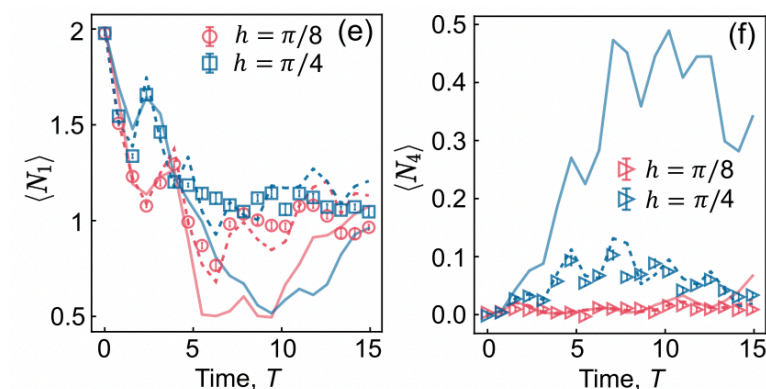 (e)
h = π/8
h = π/4
⟨N₁⟩
2
1.5
1
0.5
0
5
10
15
Time, T
(f)
h = π/8
h = π/4
⟨N₄⟩
0.5
0.4
0.3
0.2
0.1
0.0
0
5
10
15
Time, T